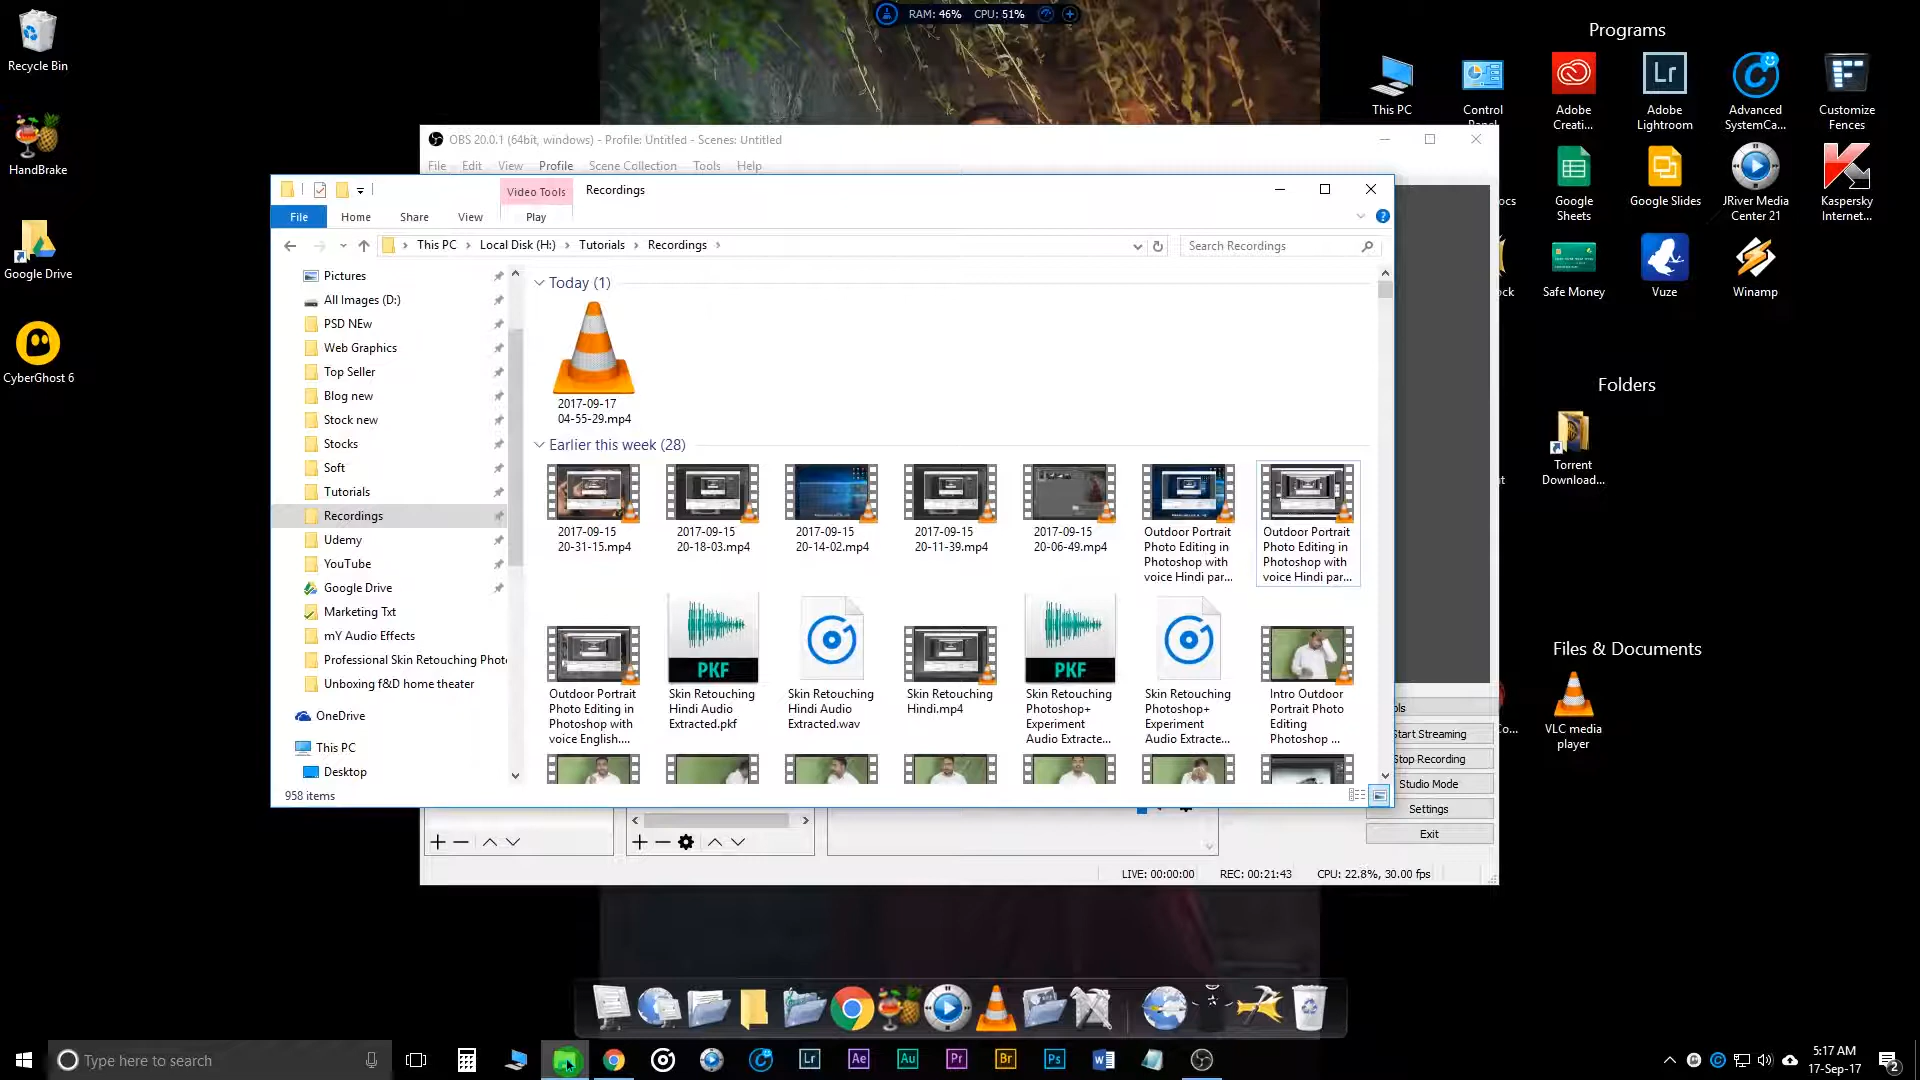 RAM: 46% CPU: 51%
Recycle Bin
HandBrake
Google Drive
CyberGhost 6
Programs
This PC
Control
Adobe
Creati...
Adobe
Lightroom
Advanced
SystemCa...
Customize
Fences
Google
Sheets
Google Slides
JRiver Media
Center 21
Kaspersky
Internet...
Safe Money
Vuze
Winamp
Folders
Torrent
Download...
Files & Documents
VLC media
player
OBS 20.0.1 (64bit, windows) - Profile: Untitled - Scenes: Untitled
File Edit View Profile Scene Collection Tools Help
Video Tools
Recordings
File Home Share View Play
This PC Local Disk (H:) Tutorials Recordings
Search Recordings
Pictures
All Images (D:)
PSD NEw
Web Graphics
Top Seller
Blog new
Stock new
Stocks
Soft
Tutorials
Recordings
Udemy
YouTube
Google Drive
Marketing Txt
mY Audio Effects
Professional Skin Retouching Phot
Unboxing f&D home theater
OneDrive
This PC
Desktop
958 items
Today (1)
2017-09-17
04-55-29.mp4
Earlier this week (28)
2017-09-15
20-31-15.mp4
2017-09-15
20-18-03.mp4
2017-09-15
20-14-02.mp4
2017-09-15
20-11-39.mp4
2017-09-15
20-06-49.mp4
Outdoor Portrait
Photo Editing in
Photoshop with
voice Hindi par...
Outdoor Portrait
Photo Editing in
Photoshop with
voice Hindi par...
Outdoor Portrait
Photo Editing in
Photoshop with
voice English....
PKF
Skin Retouching
Hindi Audio
Extracted.pkf
Skin Retouching
Hindi Audio
Extracted.wav
Skin Retouching
Hindi.mp4
PKF
Skin Retouching
Photoshop+
Experiment
Audio Extracte...
Skin Retouching
Photoshop+
Experiment
Audio Extracte...
Intro Outdoor
Portrait Photo
Editing
Photoshop ...
Start Streaming
Stop Recording
Studio Mode
Settings
Exit
LIVE: 00:00:00 REC: 00:21:43 CPU: 22.8%, 30.00 fps
Type here to search
Lr Ae Au Pr Br Ps
5:17 AM
17-Sep-17
2